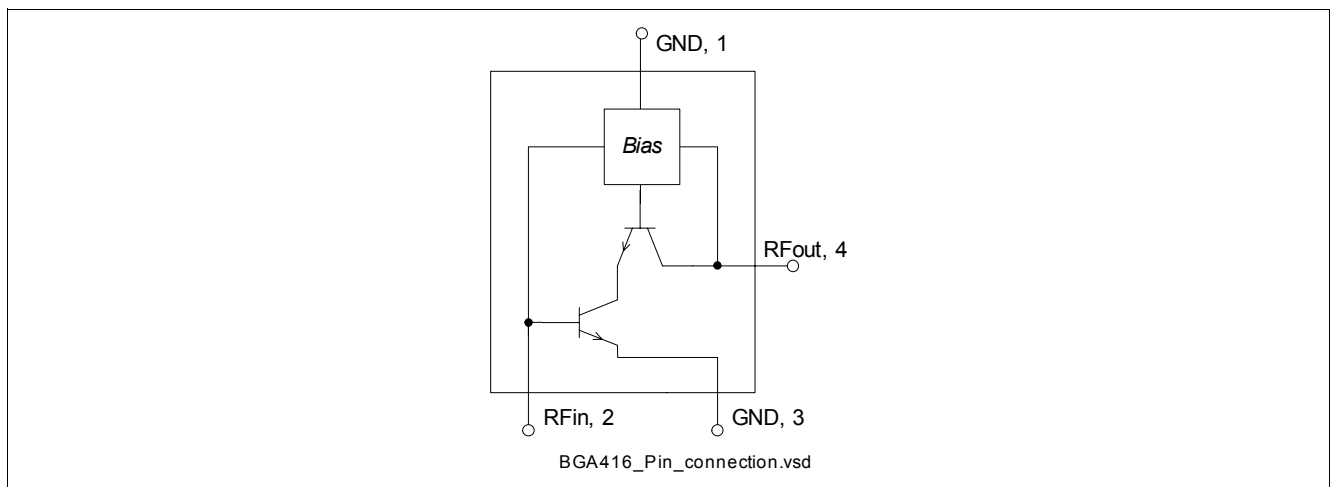 GND, 1
Bias
RFout, 4
RFin, 2
GND, 3
BGA416_Pin_connection.vsd